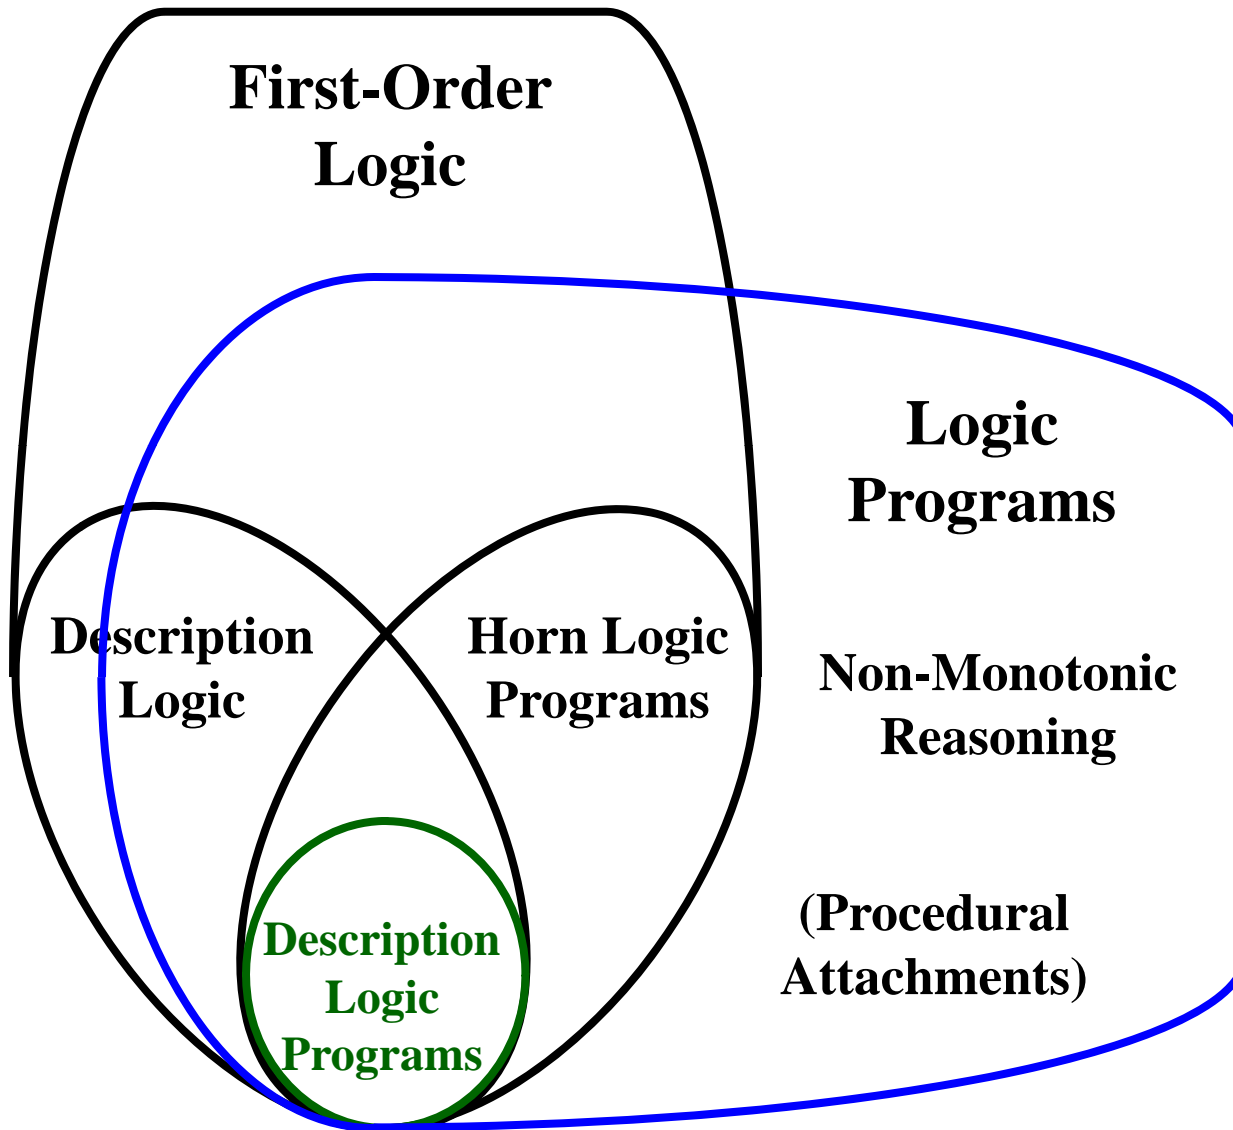 First-Order
Logic
Logic
Programs
Description
Logic
Horn Logic
Programs
Non-Monotonic
Reasoning
(Procedural
Attachments)
Description
Logic
Programs